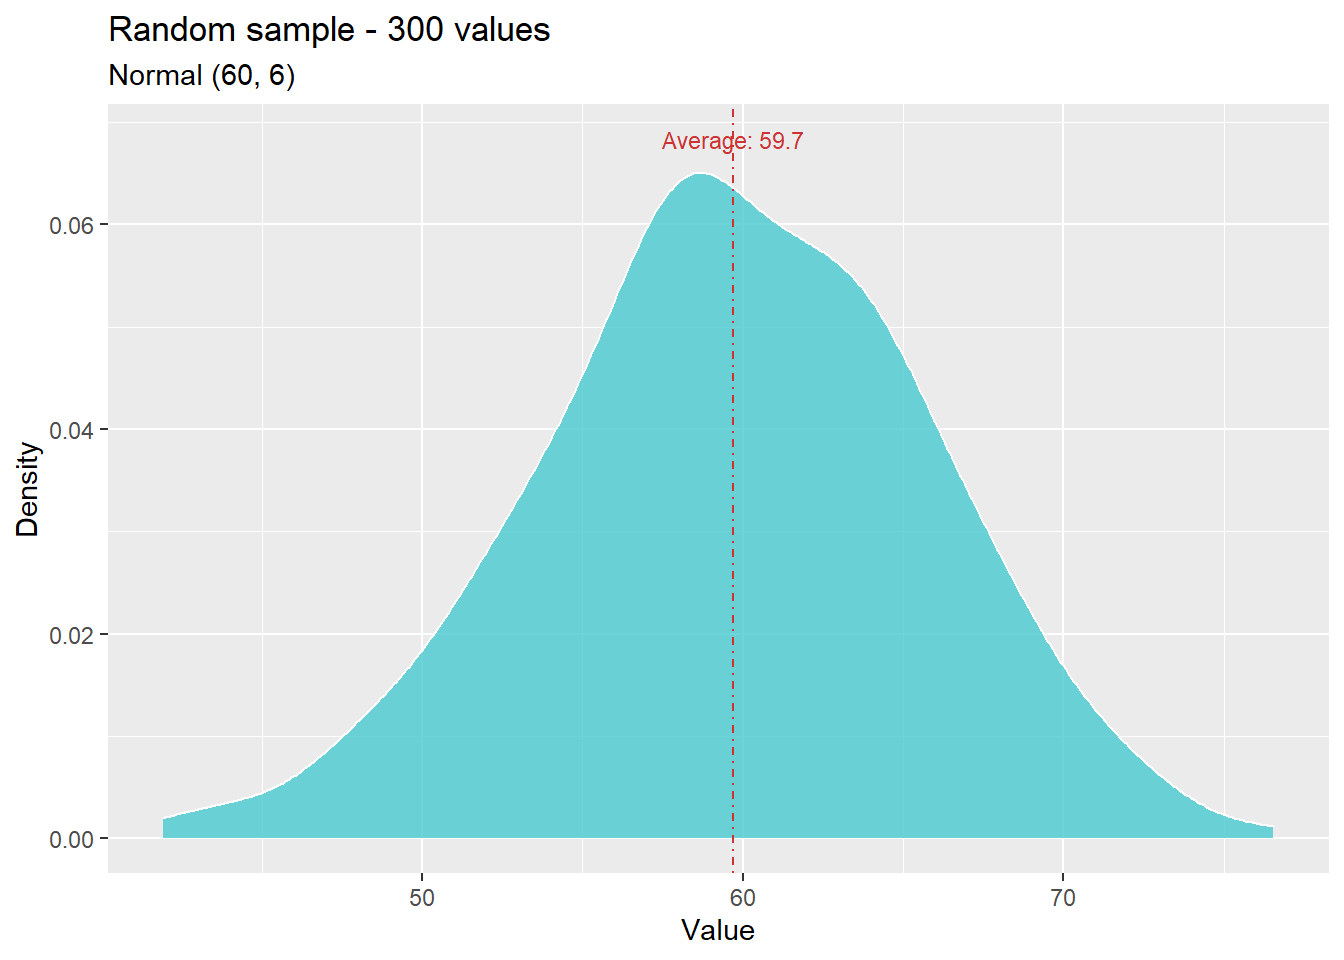 Random sample - 300 values
Normal (60, 6)
Average: 59.7
0.06
0.04
0.02
0.00
Density
50
60
70
Value